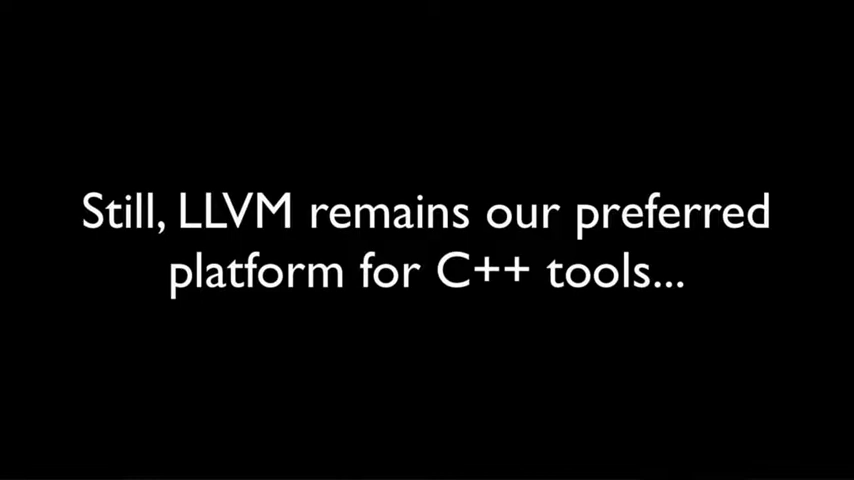 Still, LLVM remains our preferred
platform for C++ tools...